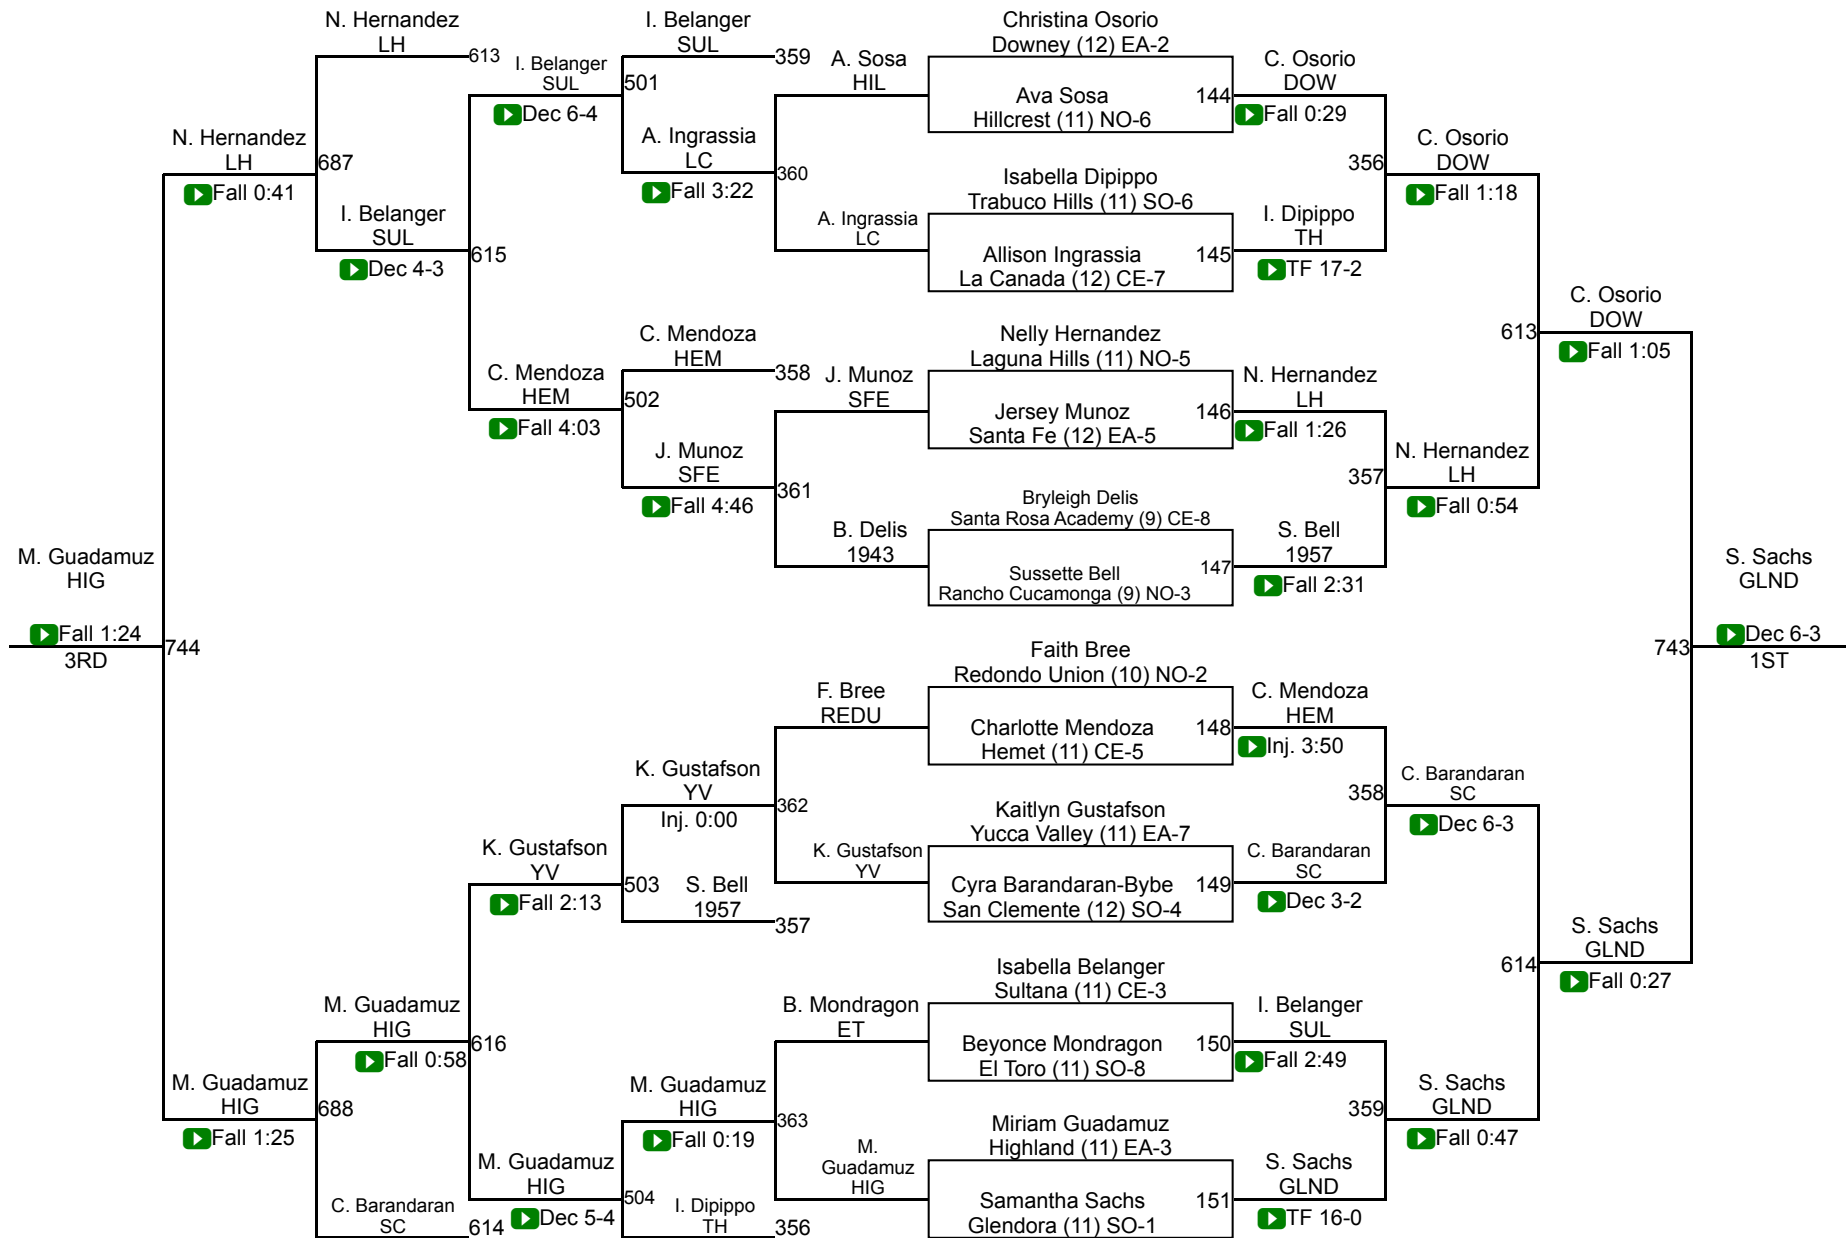 N. Hernandez
LH
613
I. Belanger
SUL
359
Christina Osorio
Downey (12) EA-2
I. Belanger
SUL
501
Dec 6-4
A. Sosa
HIL
Ava Sosa
Hillcrest (11) NO-6
144
C. Osorio
DOW
Fall 0:29
N. Hernandez
LH
687
Fall 0:41
A. Ingrassia
LC
360
Fall 3:22
356
C. Osorio
DOW
Fall 1:18
Isabella Dipippo
Trabuco Hills (11) SO-6
I. Belanger
SUL
615
Dec 4-3
A. Ingrassia
LC
Allison Ingrassia
La Canada (12) CE-7
145
I. Dipippo
TH
TF 17-2
C. Osorio
DOW
613
Fall 1:05
C. Mendoza
HEM
358
Nelly Hernandez
Laguna Hills (11) NO-5
C. Mendoza
HEM
502
Fall 4:03
J. Munoz
SFE
Jersey Munoz
Santa Fe (12) EA-5
146
N. Hernandez
LH
Fall 1:26
J. Munoz
SFE
361
Fall 4:46
357
N. Hernandez
LH
Fall 0:54
Bryleigh Delis
Santa Rosa Academy (9) CE-8
B. Delis
1943
Sussette Bell
Rancho Cucamonga (9) NO-3
147
S. Bell
1957
Fall 2:31
M. Guadamuz
HIG
Fall 1:24
3RD
744
743
S. Sachs
GLND
Dec 6-3
1ST
Faith Bree
Redondo Union (10) NO-2
F. Bree
REDU
Charlotte Mendoza
Hemet (11) CE-5
148
C. Mendoza
HEM
Inj. 3:50
K. Gustafson
YV
362
Inj. 0:00
358
C. Barandaran
SC
Dec 6-3
Kaitlyn Gustafson
Yucca Valley (11) EA-7
K. Gustafson
YV
503
Fall 2:13
K. Gustafson
YV
Cyra Barandaran-Bybe
San Clemente (12) SO-4
149
C. Barandaran
SC
Dec 3-2
S. Bell
1957
357
S. Sachs
GLND
614
Fall 0:27
Isabella Belanger
Sultana (11) CE-3
M. Guadamuz
HIG
616
Fall 0:58
B. Mondragon
ET
Beyonce Mondragon
El Toro (11) SO-8
150
I. Belanger
SUL
Fall 2:49
M. Guadamuz
HIG
688
Fall 1:25
M. Guadamuz
HIG
363
Fall 0:19
359
S. Sachs
GLND
Fall 0:47
Miriam Guadamuz
Highland (11) EA-3
M. Guadamuz
HIG
504
Dec 5-4
M.
Guadamuz
HIG
Samantha Sachs
Glendora (11) SO-1
151
S. Sachs
GLND
TF 16-0
C. Barandaran
SC
614
I. Dipippo
TH
356